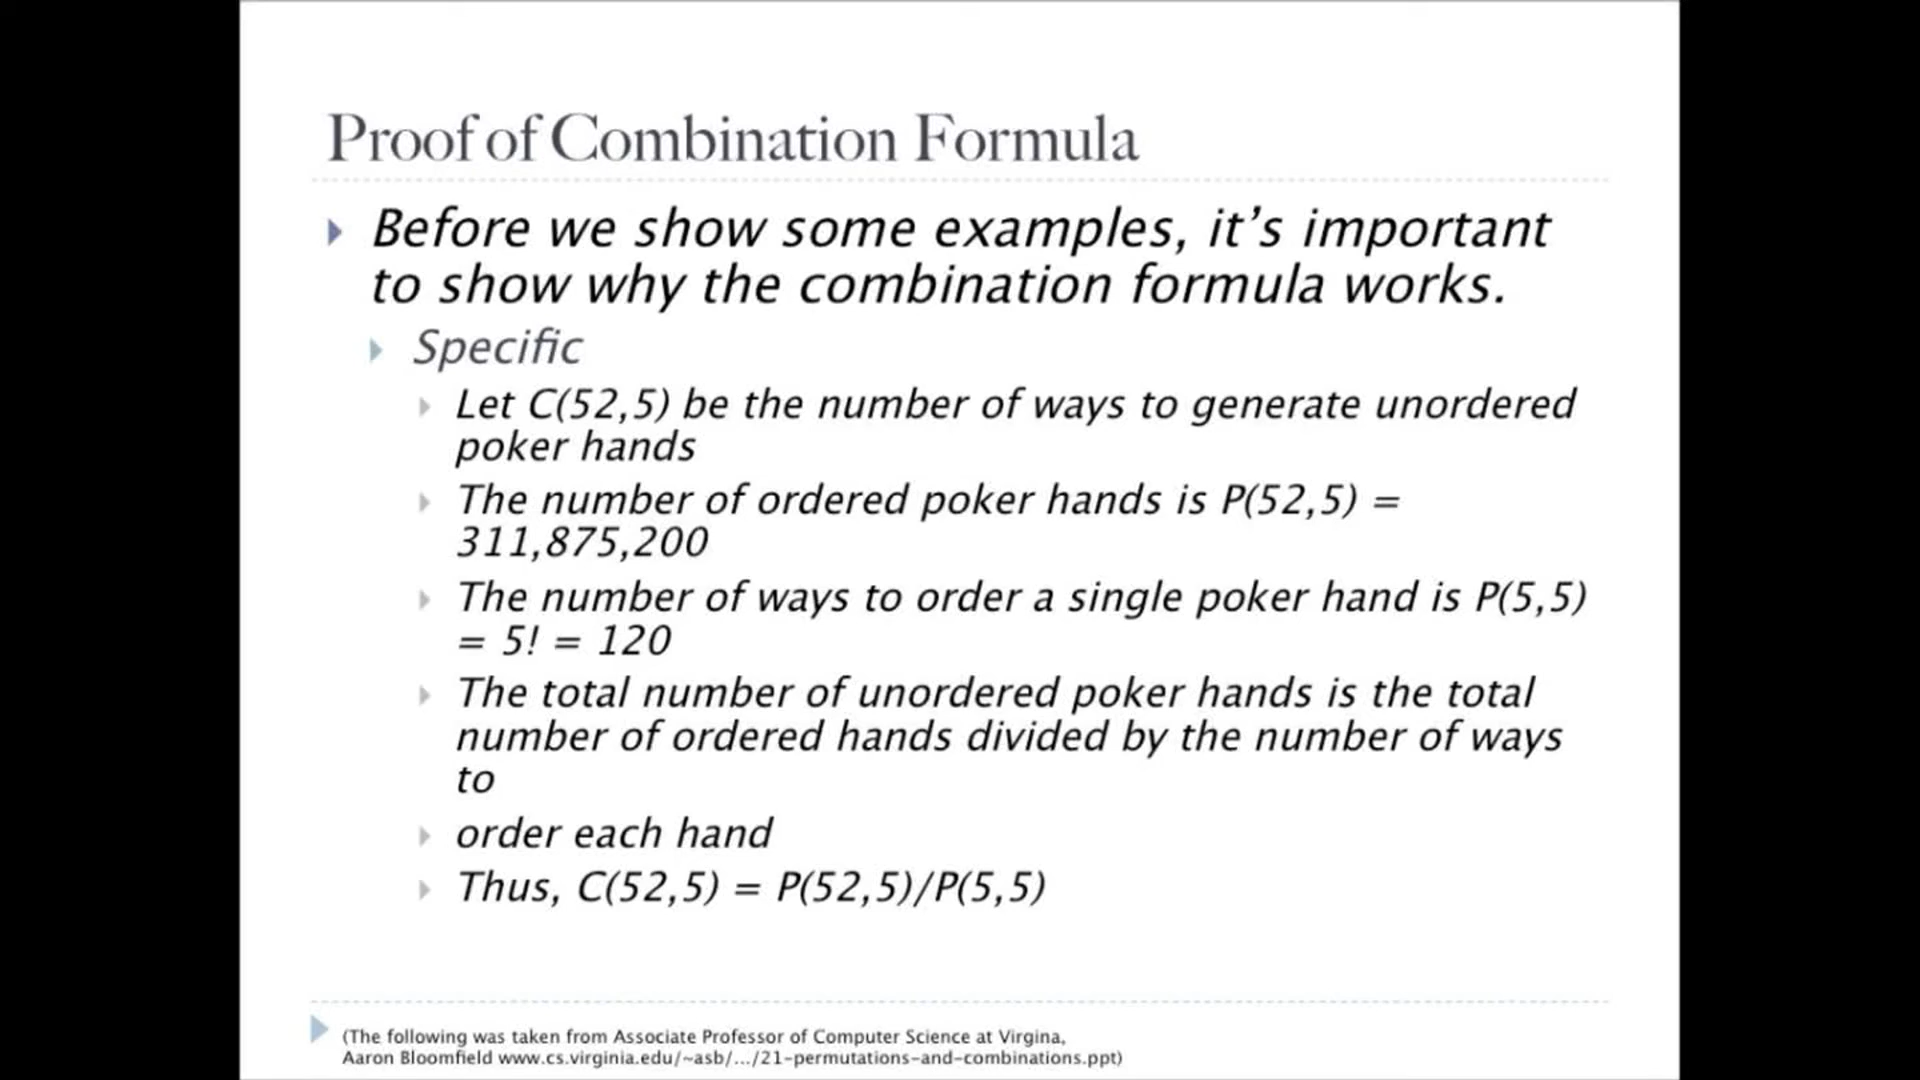 Proof of Combination Formula
Before we show some examples, it's important
to show why the combination formula works.
Specific
Let C(52,5) be the number of ways to generate unordered
poker hands
The number of ordered poker hands is P(52,5) =
311,875,200
The number of ways to order a single poker hand is P(5,5)
= 5! = 120
The total number of unordered poker hands is the total
number of ordered hands divided by the number of ways
to
order each hand
Thus, C(52,5) = P(52,5)/P(5,5)
(The following was taken from Associate Professor of Computer Science at Virgina,
Aaron Bloomfield www.cs.virginia.edu/~asb/.../21-permutations-and-combinations.ppt)